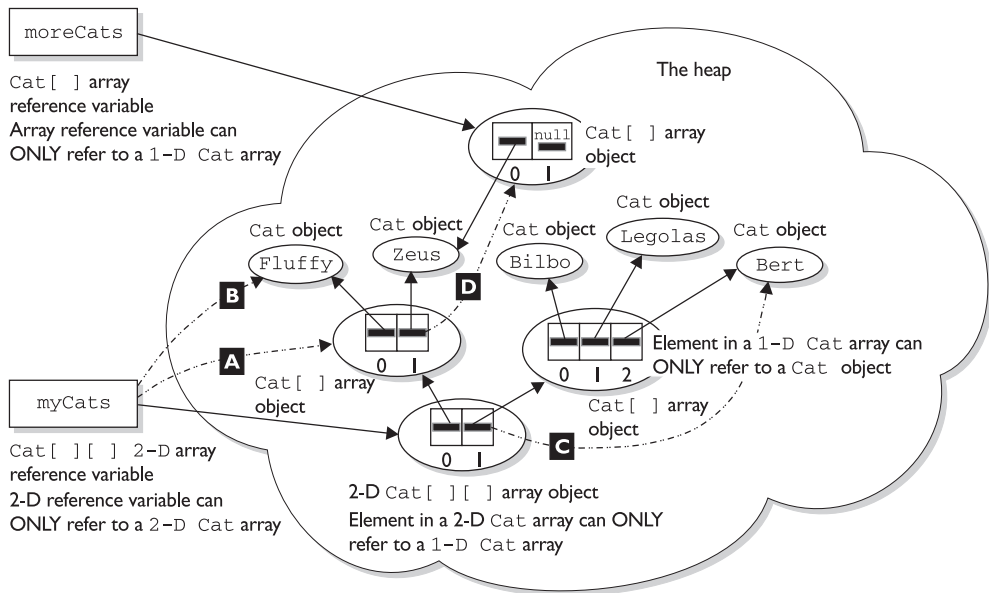 moreCats
Cat[ ] array
reference variable
Array reference variable can
ONLY refer to a 1-D Cat array
The heap
null
0 1
Cat[ ] array
object
Cat object
Fluffy
Cat object
Zeus
Cat object
Bilbo
Cat object
Legolas
Cat object
Bert
B
D
A
0 1
Cat[ ] array
object
0 1 2
Element in a 1-D Cat array can
ONLY refer to a Cat object
Cat[ ] array
object
C
myCats
Cat[ ][ ] 2-D array
reference variable
2-D reference variable can
ONLY refer to a 2-D Cat array
0 1
2-D Cat[ ][ ] array object
Element in a 2-D Cat array can ONLY
refer to a 1-D Cat array